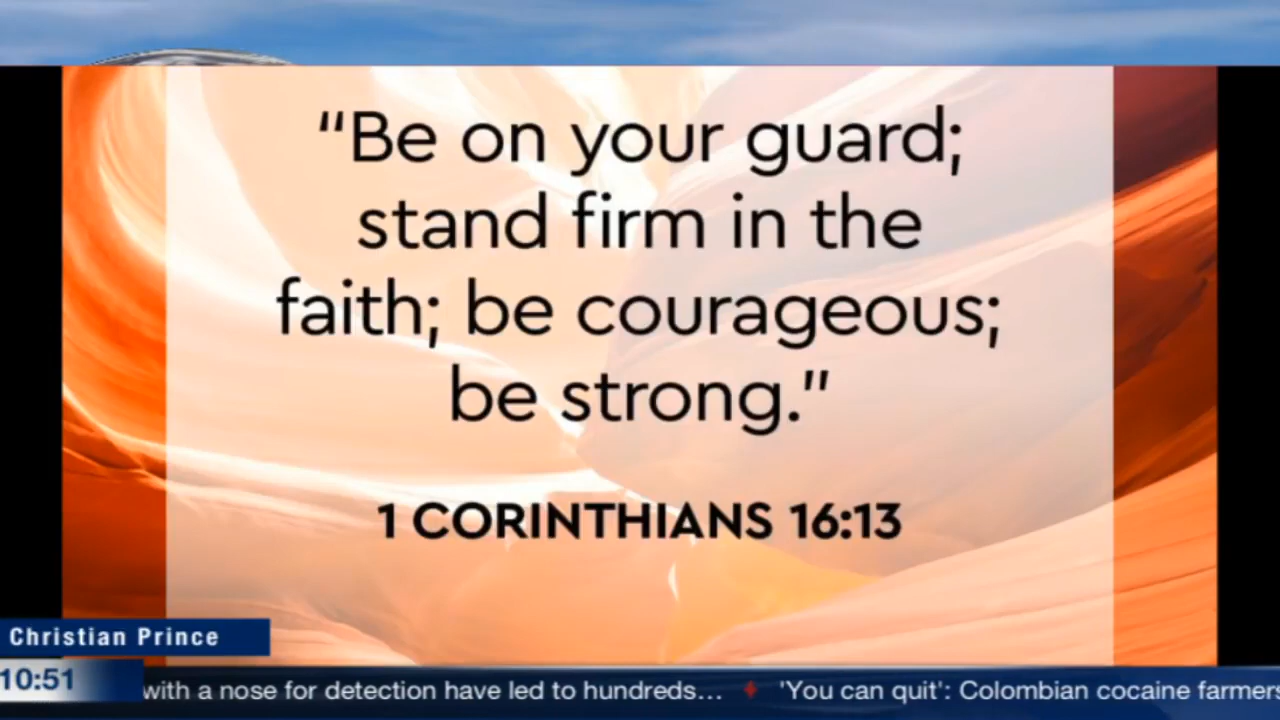 “Be on your guard;
stand firm in the
faith; be courageous;
be strong.”
1 CORINTHIANS 16:13
Christian Prince
10:51
with a nose for detection have led to hundreds... ♦ 'You can quit': Colombian cocaine farmers